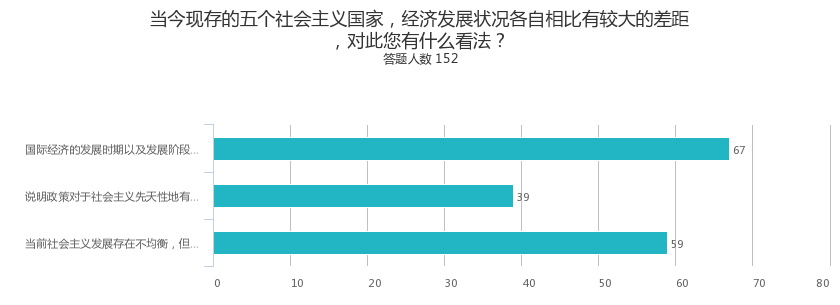 当今现存的五个社会主义国家，经济发展状况各自相比有较大的差距
，对此您有什么看法？
答题人数 152
国际经济的发展时期以及发展阶段... 67
说明政策对于社会主义先天性地有... 39
当前社会主义发展存在不均衡，但... 59
0 10 20 30 40 50 60 70 80